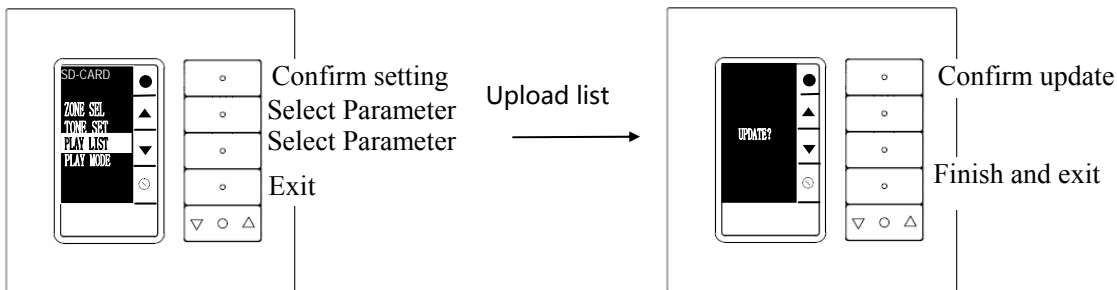 SD-CARD
ZONE SEL
TONE SET
PLAY LIST
PLAY MODE
Confirm setting
Select Parameter
Select Parameter
Exit
Upload list
UPDATE?
Confirm update
Finish and exit